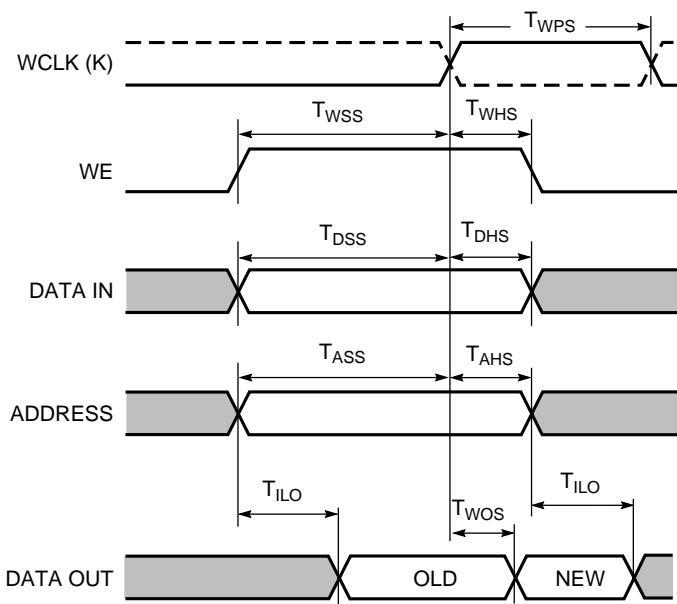 T_WPS
WCLK (K)
T_WSS T_WHS
WE
T_DSS T_DHS
DATA IN
T_ASS T_AHS
ADDRESS
T_ILO T_WOS T_ILO
DATA OUT OLD NEW